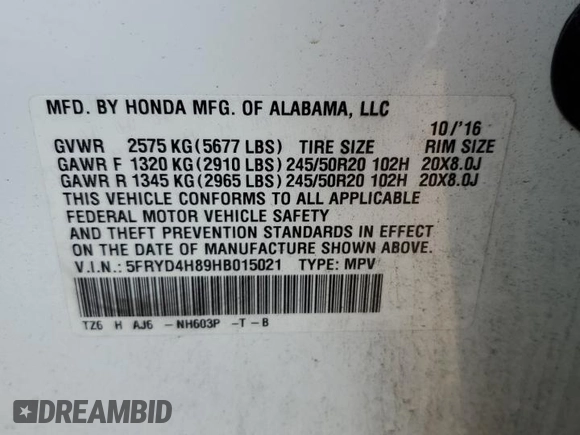 MFD. BY HONDA MFG. OF ALABAMA, LLC
10/'16
GVWR 2575 KG(5677 LBS) TIRE SIZE RIM SIZE
GAWR F 1320 KG(2910 LBS)245/50R20 102H 20X8.0J
GAWR R 1345 KG(2965 LBS)245/50R20 102H 20X8.0J
THIS VEHICLE CONFORMS TO ALL APPLICABLE
FEDERAL MOTOR VEHICLE SAFETY
AND THEFT PREVENTION STANDARDS IN EFFECT
ON THE DATE OF MANUFACTURE SHOWN ABOVE.
V.I.N.: 5FRYD4H89HB015021 TYPE: MPV
TZ6 H AJ6 -NH603P -T-B
DREAMBID